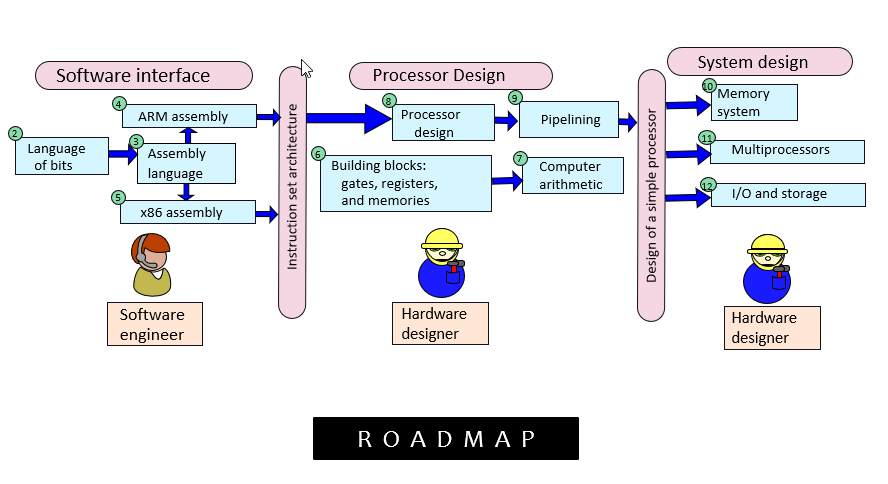 Software interface
Processor Design
System design
4
ARM assembly
2
Language
of bits
3
Assembly
language
5
x86 assembly
Software
engineer
Instruction set architecture
8
Processor
design
9
Pipelining
6
Building blocks:
gates, registers,
and memories
7
Computer
arithmetic
Hardware
designer
Design of a simple processor
10
Memory
system
11
Multiprocessors
12
I/O and storage
Hardware
designer
ROADMAP